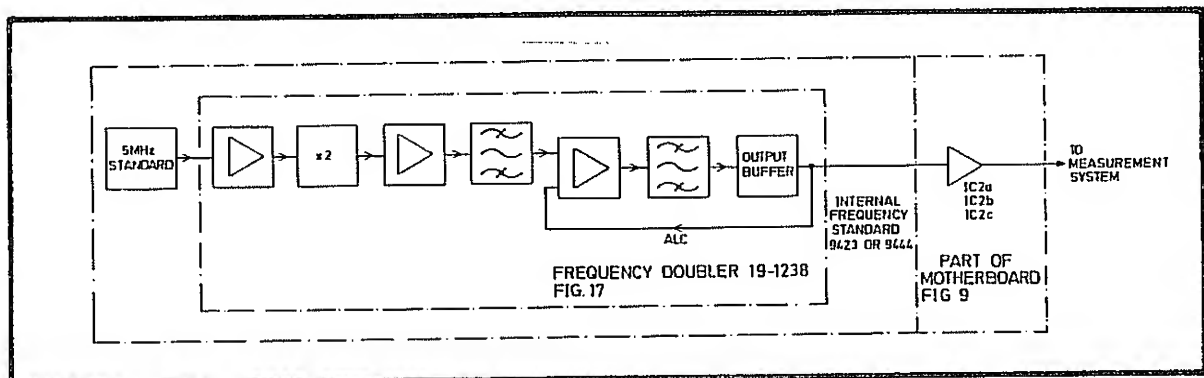 5MHz
STANDARD
x2
OUTPUT
BUFFER
ALC
INTERNAL
FREQUENCY
STANDARD
9423 OR 9444
IC2a
IC2b
IC2c
TO
MEASUREMENT
SYSTEM
FREQUENCY DOUBLER 19-1238
FIG. 17
PART OF
MOTHERBOARD
FIG 9